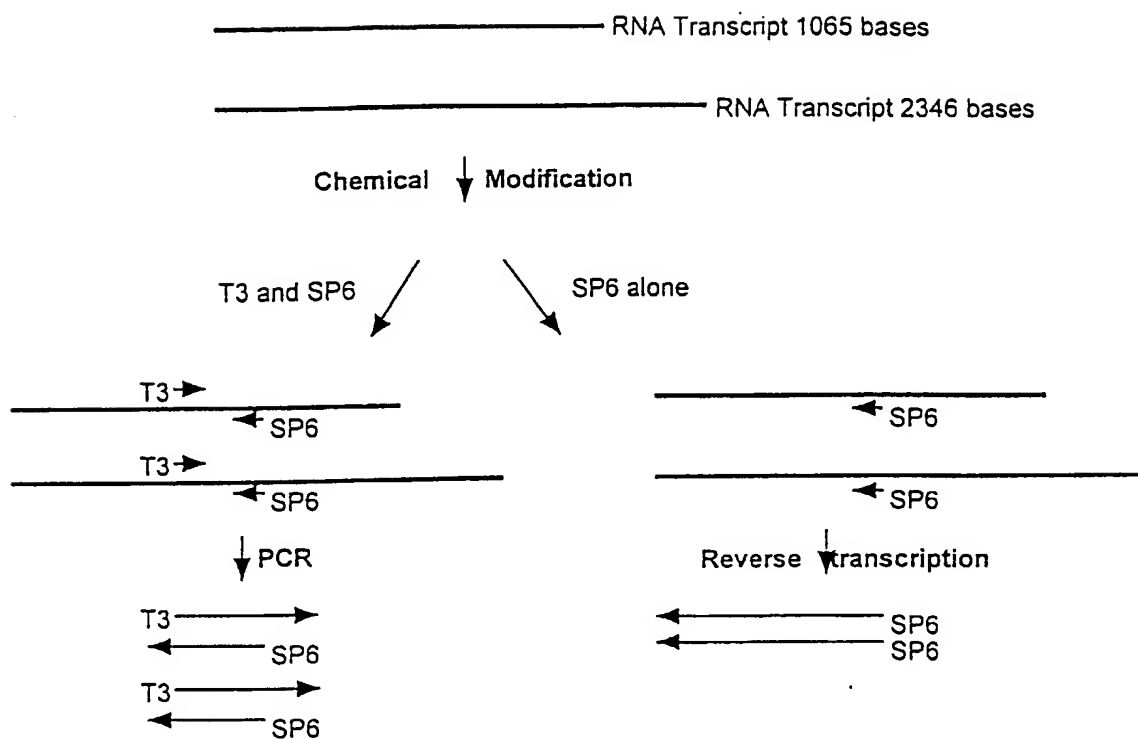 RNA Transcript 1065 bases
RNA Transcript 2346 bases
Chemical Modification
T3 and SP6
SP6 alone
T3
SP6
SP6
T3
SP6
SP6
PCR
Reverse transcription
T3
SP6
SP6
SP6
T3
SP6